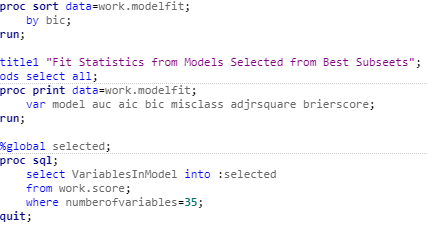 proc sort data=work.modelfit;
    by bic;
run;

title1 "Fit Statistics from Models Selected from Best Subseets";
ods select all;
proc print data=work.modelfit;
    var model auc aic bic misclass adjrsquare brierscore;
run;

%global selected;
proc sql;
    select VariablesInModel into :selected
    from work.score;
    where numberofvariables=35;
quit;